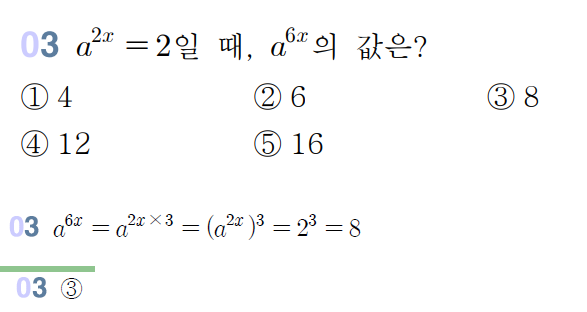 03 a^{2x} = 2일 때, a^{6x}의 값은?
① 4 ② 6 ③ 8
④ 12 ⑤ 16
03 a^{6x} = a^{2x×3} = (a^{2x})^3 = 2^3 = 8
03 ③